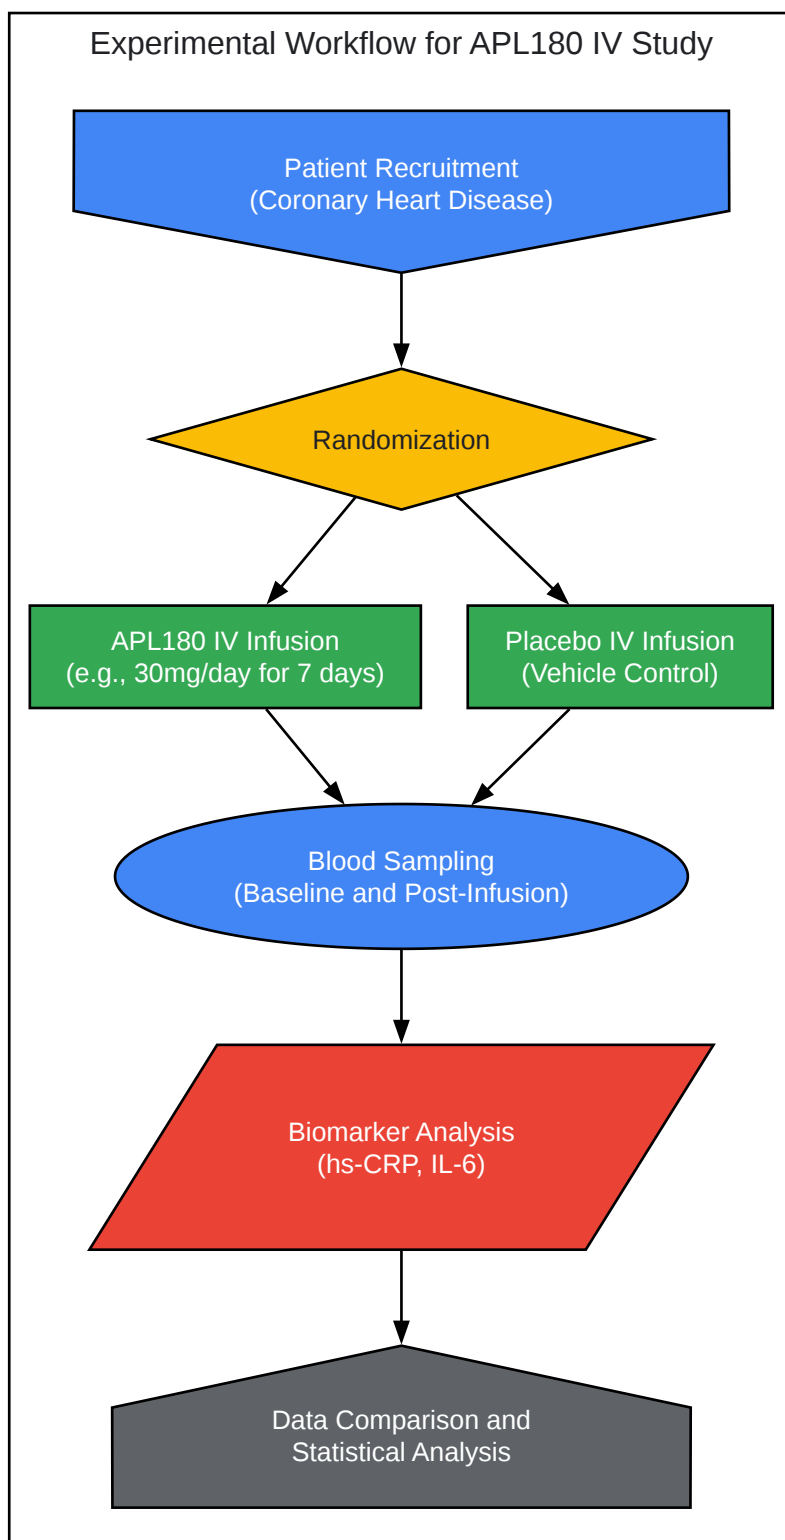 Experimental Workflow for APL180 IV Study
Patient Recruitment
(Coronary Heart Disease)
Randomization
APL180 IV Infusion
(e.g., 30mg/day for 7 days)
Placebo IV Infusion
(Vehicle Control)
Blood Sampling
(Baseline and Post-Infusion)
Biomarker Analysis
(hs-CRP, IL-6)
Data Comparison and
Statistical Analysis